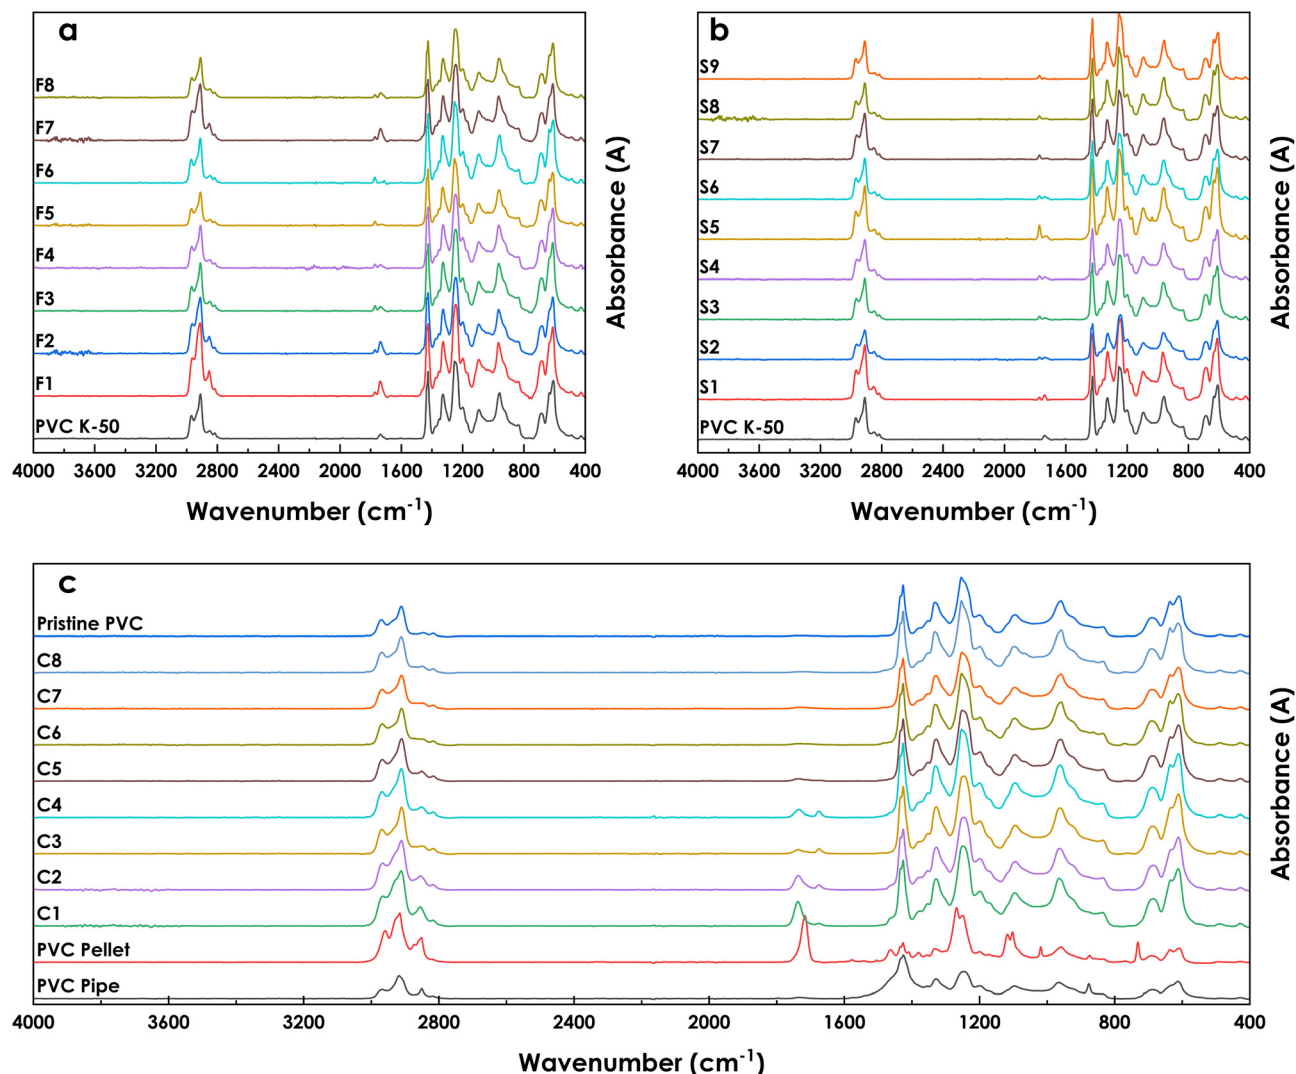 a
F8
F7
F6
F5
F4
F3
F2
F1
PVC K-50
4000 3600 3200 2800 2400 2000 1600 1200 800 400
Wavenumber (cm-1)
Absorbance (A)
b
S9
S8
S7
S6
S5
S4
S3
S2
S1
PVC K-50
4000 3600 3200 2800 2400 2000 1600 1200 800 400
Wavenumber (cm-1)
Absorbance (A)
c
Pristine PVC
C8
C7
C6
C5
C4
C3
C2
C1
PVC Pellet
PVC Pipe
4000 3600 3200 2800 2400 2000 1600 1200 800 400
Wavenumber (cm-1)
Absorbance (A)